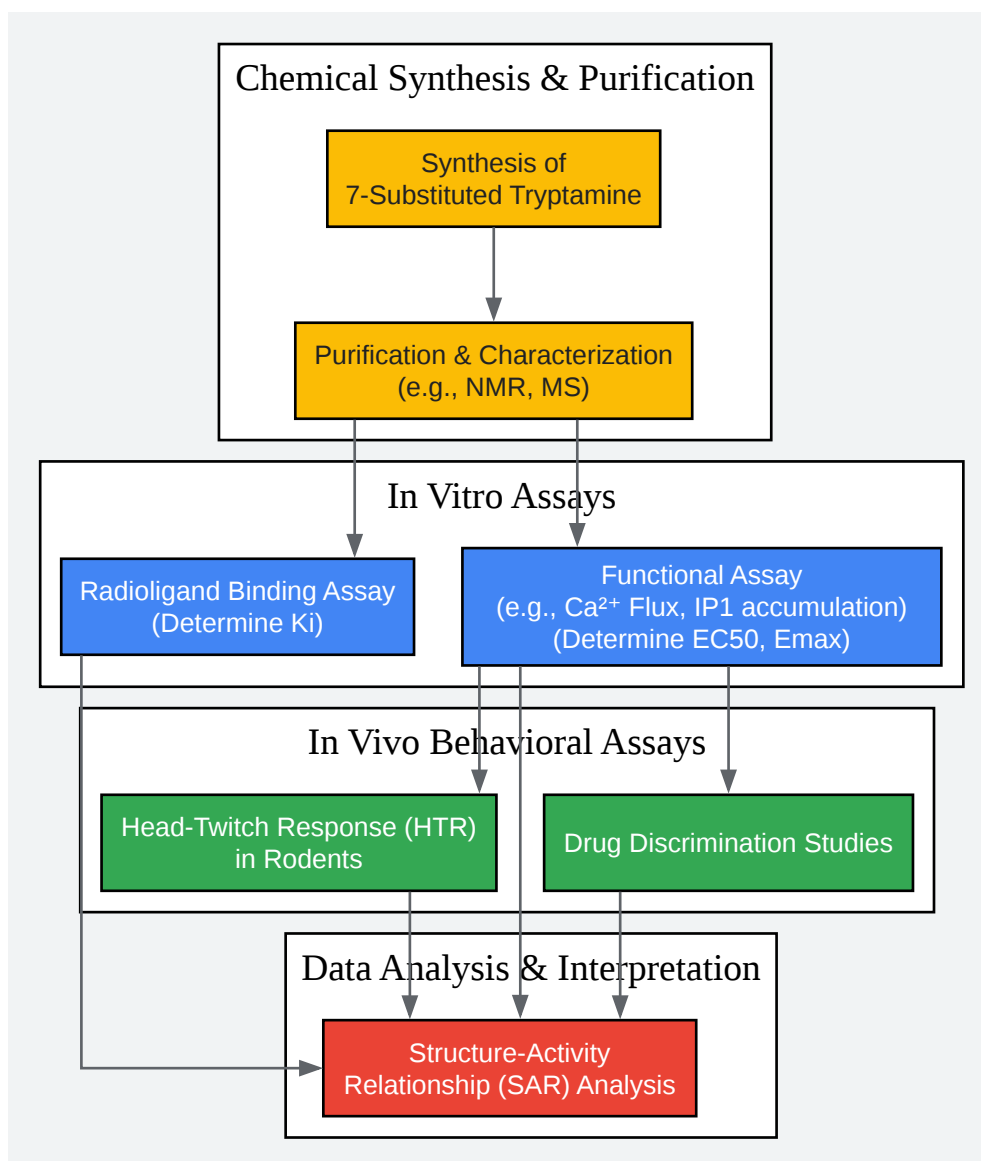 Chemical Synthesis & Purification
Synthesis of
7-Substituted Tryptamine
Purification & Characterization
(e.g., NMR, MS)
In Vitro Assays
Radioligand Binding Assay
(Determine Ki)
Functional Assay
(e.g., Ca²⁺ Flux, IP1 accumulation)
(Determine EC50, Emax)
In Vivo Behavioral Assays
Head-Twitch Response (HTR)
in Rodents
Drug Discrimination Studies
Data Analysis & Interpretation
Structure-Activity
Relationship (SAR) Analysis